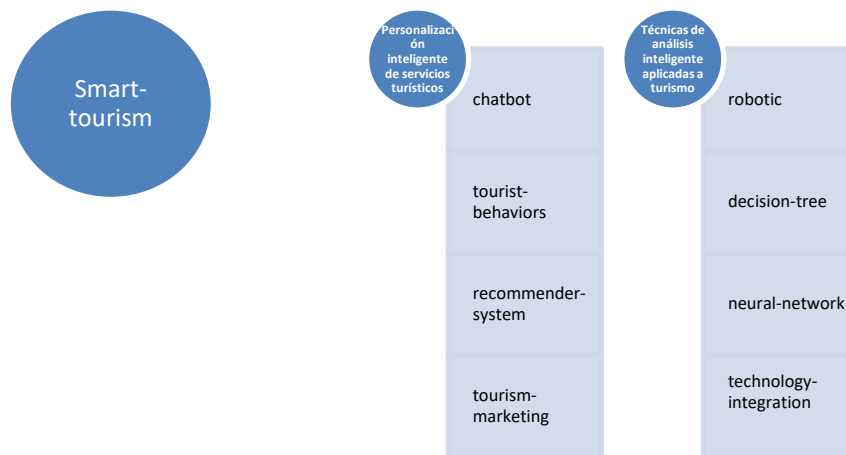 Smart-
tourism
Personalizaci
ón
inteligente
de servicios
turísticos
chatbot
tourist-
behaviors
recommender-
system
tourism-
marketing
Técnicas de
análisis
inteligente
aplicadas a
turismo
robotic
decision-tree
neural-network
technology-
integration